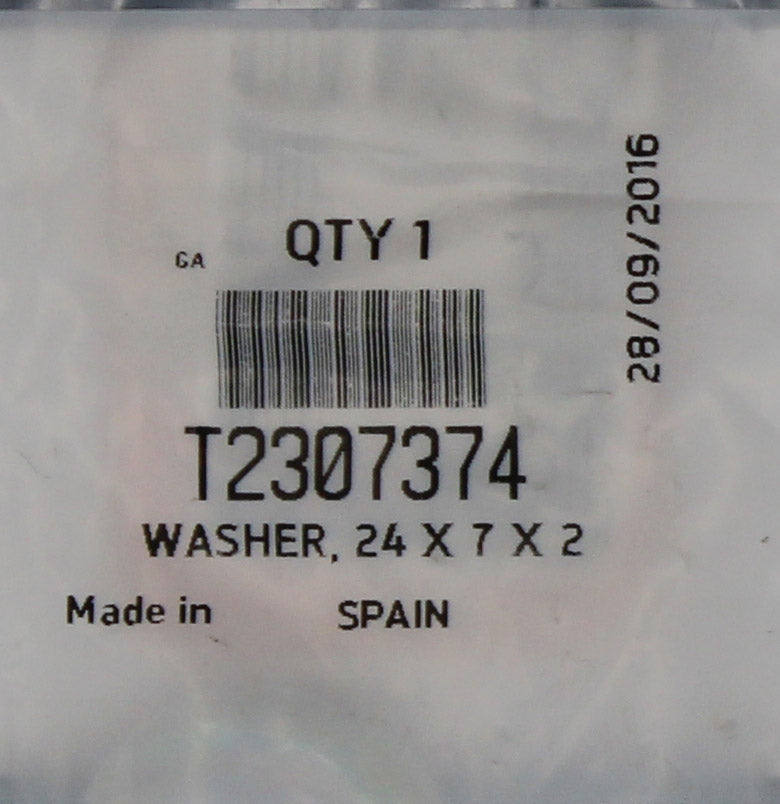 QTY 1
GA
T2307374
WASHER, 24 X 7 X 2
Made in SPAIN
28/09/2016